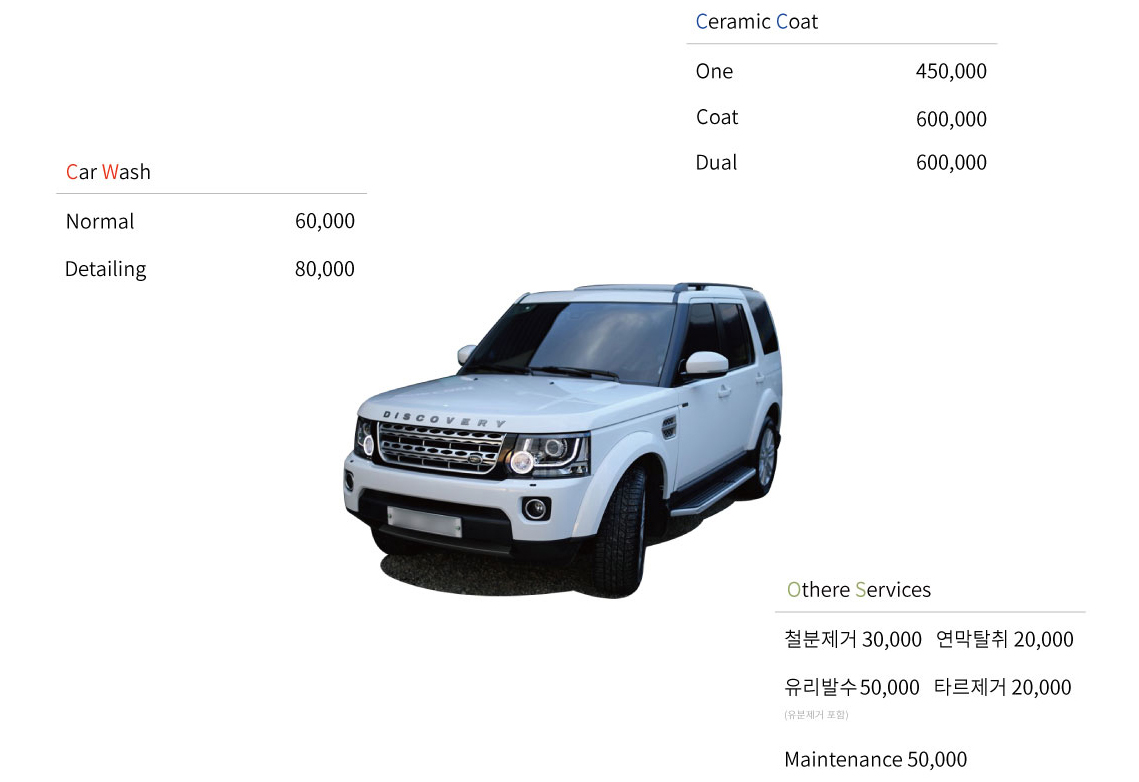 Ceramic Coat
One 450,000
Coat 600,000
Dual 600,000
Car Wash
Normal 60,000
Detailing 80,000
DISCOVERY
Othere Services
철분제거 30,000 연막탈취 20,000
유리발수 50,000 타르제거 20,000
(유분제거 포함)
Maintenance 50,000